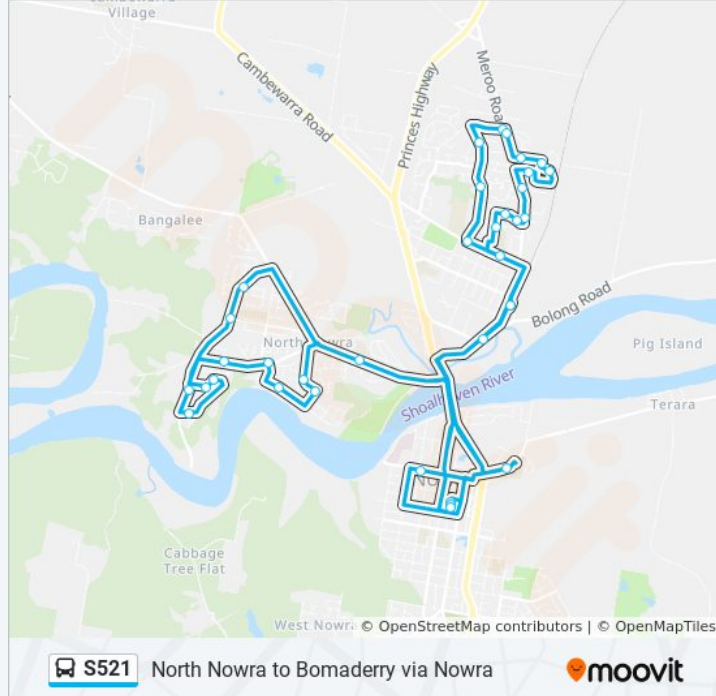 Village
Cambewarra Road
Princes Highway
Meroo Road
Bangalee
Bolong Road
North Nowra
Pig Island
Shoalhaven River
Terara
Cabbage
Tree Flat
West Nowra
© OpenStreetMap contributors | © OpenMapTiles
S521 North Nowra to Bomaderry via Nowra moovit